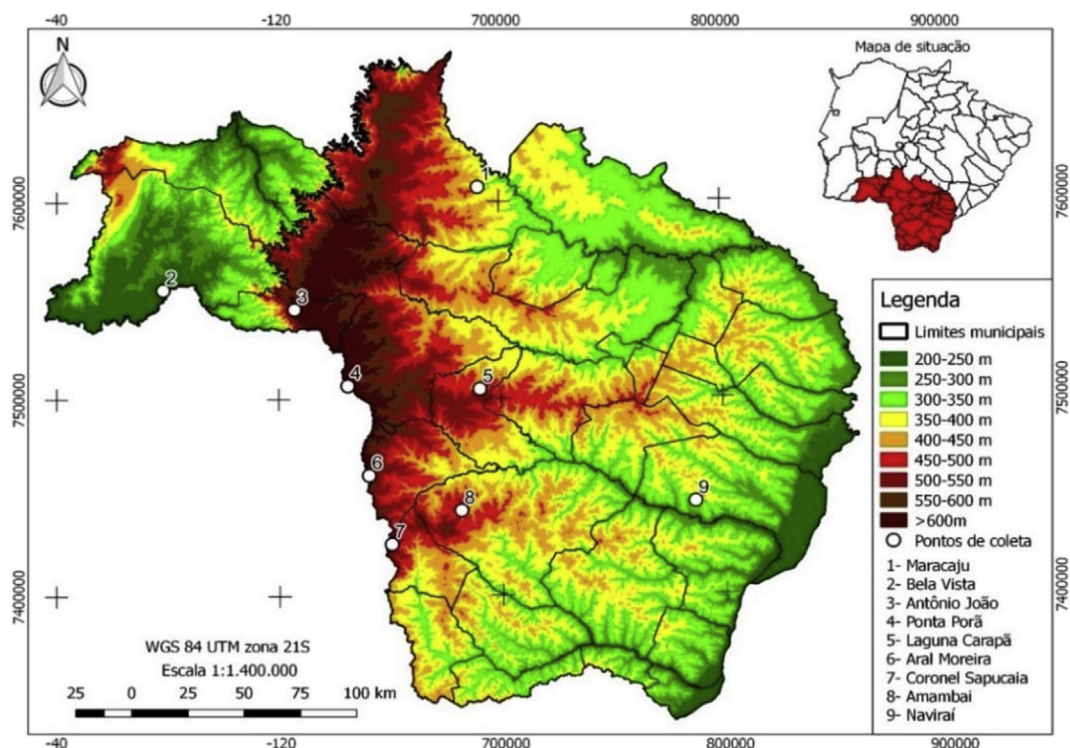 -40 -120 700000 800000 900000
N
Mapa de situação
7600000 7600000
1
2
3
4
5
6
7
8
9
7500000 7500000
7400000 7400000
Legenda
Limites municipais
200-250 m
250-300 m
300-350 m
350-400 m
400-450 m
450-500 m
500-550 m
550-600 m
>600m
Pontos de coleta
1- Maracaju
2- Bela Vista
3- Antônio João
4- Ponta Porã
5- Laguna Carapã
6- Aral Moreira
7- Coronel Sapucaia
8- Amambai
9- Naviraí
WGS 84 UTM zona 21S
Escala 1:1.400.000
25 0 25 50 75 100 km
-40 -120 700000 800000 900000